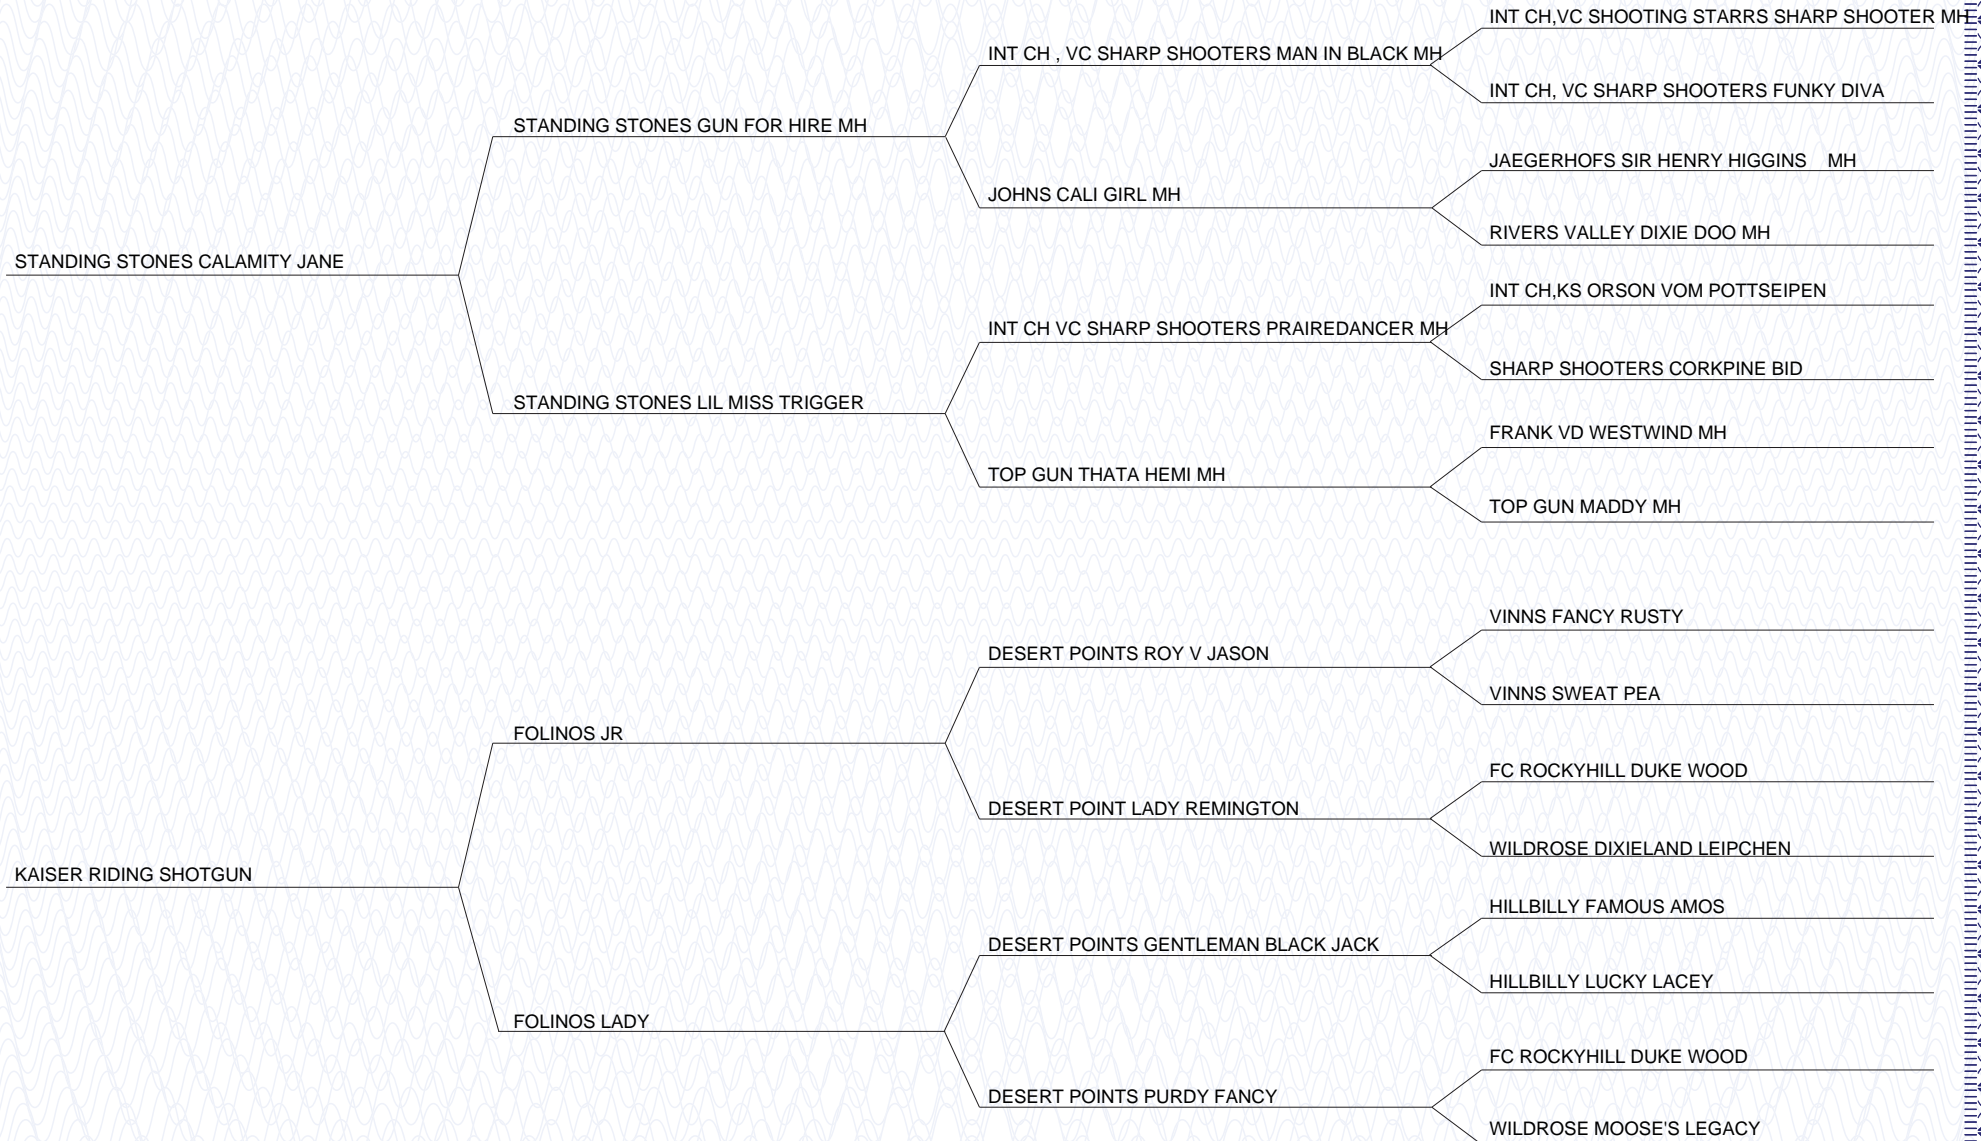 INT CH,VC SHOOTING STARRS SHARP SHOOTER MH
INT CH , VC SHARP SHOOTERS MAN IN BLACK MH
INT CH, VC SHARP SHOOTERS FUNKY DIVA
STANDING STONES GUN FOR HIRE MH
JAEGERHOFS SIR HENRY HIGGINS    MH
JOHNS CALI GIRL MH
RIVERS VALLEY DIXIE DOO MH
STANDING STONES CALAMITY JANE
INT CH,KS ORSON VOM POTTSEIPEN
INT CH VC SHARP SHOOTERS PRAIREDANCER MH
SHARP SHOOTERS CORKPINE BID
STANDING STONES LIL MISS TRIGGER
FRANK VD WESTWIND MH
TOP GUN THATA HEMI MH
TOP GUN MADDY MH
VINNS FANCY RUSTY
DESERT POINTS ROY V JASON
VINNS SWEAT PEA
FOLINOS JR
FC ROCKYHILL DUKE WOOD
DESERT POINT LADY REMINGTON
WILDROSE DIXIELAND LEIPCHEN
KAISER RIDING SHOTGUN
HILLBILLY FAMOUS AMOS
DESERT POINTS GENTLEMAN BLACK JACK
HILLBILLY LUCKY LACEY
FOLINOS LADY
FC ROCKYHILL DUKE WOOD
DESERT POINTS PURDY FANCY
WILDROSE MOOSE'S LEGACY